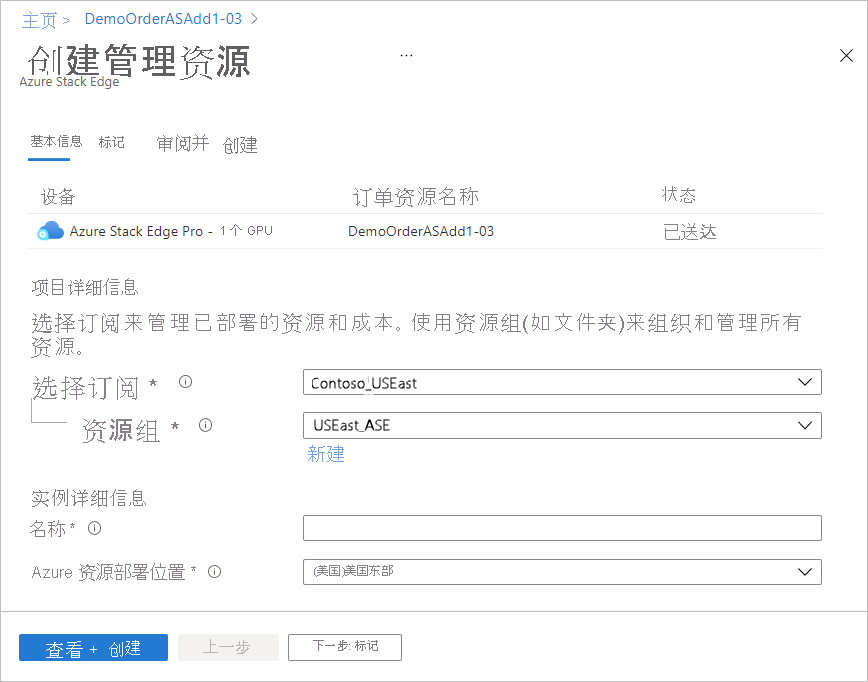 主页 > DemoOrderASAdd1-03 >
创建管理资源 ...
Azure Stack Edge
基本信息 标记 审阅并 创建
设备 订单资源名称 状态
Azure Stack Edge Pro - 1 个 GPU DemoOrderASAdd1-03 已送达
项目详细信息
选择订阅来管理已部署的资源和成本。使用资源组(如文件夹)来组织和管理所有
资源。
选择订阅 * Contoso_USEast
资源组 * USEast_ASE
新建
实例详细信息
名称 *
Azure 资源部署位置 * (美国)美国东部
查看 + 创建 上一步 下一步: 标记